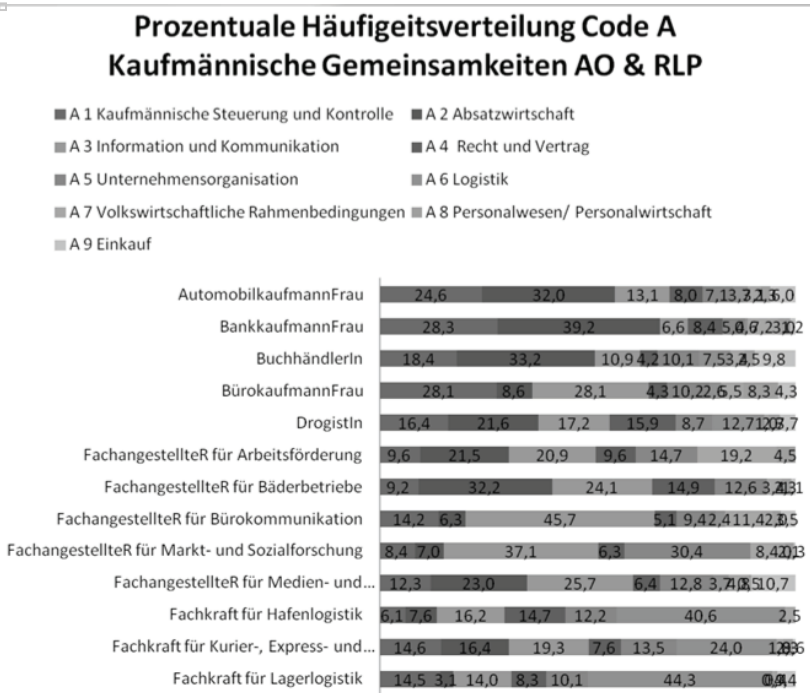 Prozentuale Häufigeitsverteilung Code A
Kaufmännische Gemeinsamkeiten AO & RLP
A 1 Kaufmännische Steuerung und Kontrolle A 2 Absatzwirtschaft
A 3 Information und Kommunikation A 4 Recht und Vertrag
A 5 Unternehmensorganisation A 6 Logistik
A 7 Volkswirtschaftliche Rahmenbedingungen A 8 Personalwesen/ Personalwirtschaft
A 9 Einkauf
AutomobilkaufmannFrau 24,6 32,0 13,1 8,0 6,0
BankkaufmannFrau 28,3 39,2 6,6 8,4
BuchhändlerIn 18,4 33,2 10,9 4,2 10,1 7,5 9,8
BürokaufmannFrau 28,1 8,6 28,1 4,3 10,2 2,6 5,5 8,3 4,3
DrogistIn 16,4 21,6 17,2 15,9 8,7 12,7
FachangestellteR für Arbeitsförderung 9,6 21,5 20,9 9,6 14,7 19,2 4,5
FachangestellteR für Bäderbetriebe 9,2 32,2 24,1 14,9 12,6
FachangestellteR für Bürokommunikation 14,2 6,3 45,7 5,1 9,4 2,4 11,4
FachangestellteR für Markt- und Sozialforschung 8,4 7,0 37,1 6,3 30,4 8,4
FachangestellteR für Medien- und... 12,3 23,0 25,7 6,4 12,8 10,7
Fachkraft für Hafenlogistik 6,1 7,6 16,2 14,7 12,2 40,6 2,5
Fachkraft für Kurier-, Express- und... 14,6 16,4 19,3 7,6 13,5 24,0
Fachkraft für Lagerlogistik 14,5 3,1 14,0 8,3 10,1 44,3